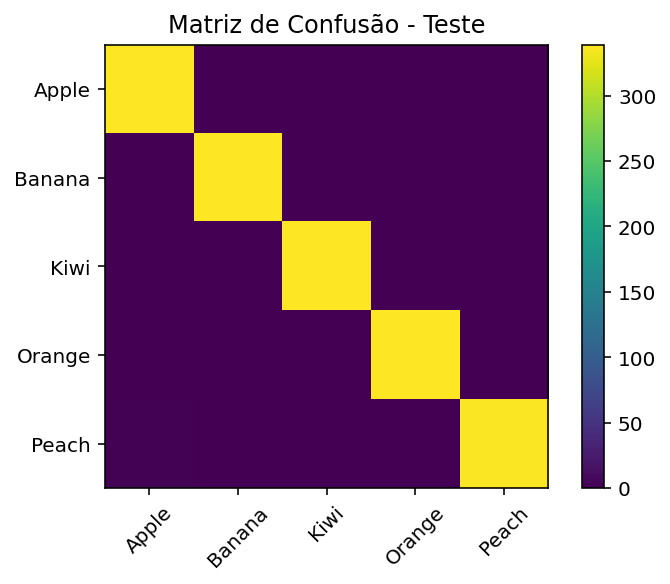 Matriz de Confusão - Teste
Apple
Banana
Kiwi
Orange
Peach
Apple
Banana
Kiwi
Orange
Peach
300
250
200
150
100
50
0